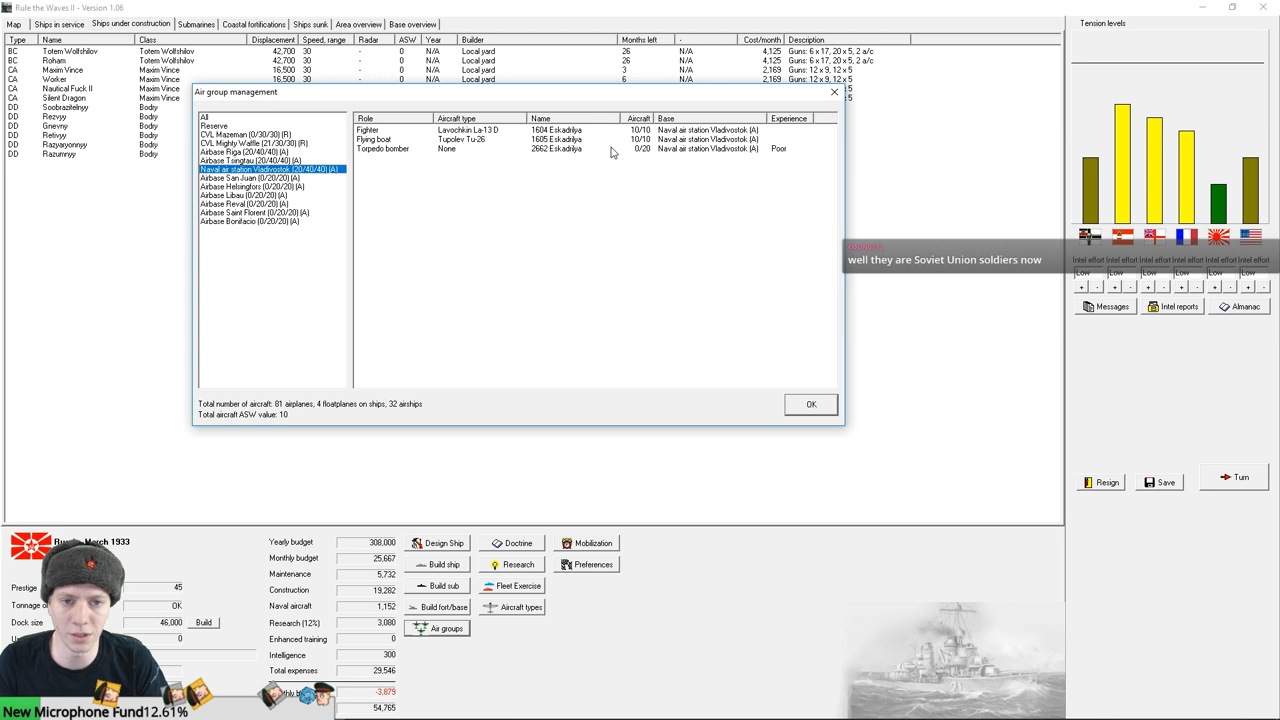 Rule the Waves II - Version 1.06
Map Ships in service Ships under construction Submarines Coastal fortifications Ships sunk Area overview Base overview
Type Name Class Displacement Speed, range Radar ASW Year Builder Months left - Cost/month Description
BC Totem Wolfshilov Totem Wolfshilov 42,700 30 - 0 N/A Local yard 26 N/A 4,125 Guns: 6 x 17, 20 x 5, 2 a/c
BC Roham Totem Wolfshilov 42,700 30 - 0 N/A Local yard 26 N/A 4,125 Guns: 6 x 17, 20 x 5, 2 a/c
CA Maxim Vince Maxim Vince 16,500 30 - 0 N/A Local yard 3 N/A 2,169 Guns: 12 x 9, 12 x 5
CA Worker Maxim Vince 16,500 30 - 0 N/A Local yard 6 N/A 2,169 Guns: 12 x 9, 12 x 5
CA Nautical Fuck II Maxim Vince
CA Silent Dragon Maxim Vince
DD Soobrazitelnyy Bodyy
DD Rezvyy Bodyy
DD Gnevny Bodyy
DD Retivyy Bodyy
DD Razyaryonnyy Bodyy
DD Razumnyy Bodyy
Air group management
All
Reserve
CVL Mazeman (0/30/30) (R)
CVL Mighty Waffle (21/30/30) (R)
Airbase Riga (20/40/40) (A)
Airbase Tsingtau (20/40/40) (A)
Naval air station Vladivostok (20/40/40) (A)
Airbase San Juan (0/20/20) (A)
Airbase Helsingfors (0/20/20) (A)
Airbase Libau (0/20/20) (A)
Airbase Reval (0/20/20) (A)
Airbase Saint Florent (0/20/20) (A)
Airbase Bonifacio (0/20/20) (A)
Role Aircraft type Name Aircraft Base Experience
Fighter Lavochkin La-13 D 1604 Eskadrilya 10/10 Naval air station Vladivostok (A)
Flying boat Tupolev Tu-26 1605 Eskadrilya 10/10 Naval air station Vladivostok (A)
Torpedo bomber None 2662 Eskadrilya 0/20 Naval air station Vladivostok (A) Poor
Total number of aircraft: 81 airplanes, 4 floatplanes on ships, 32 airships
Total aircraft ASW value: 10
OK
Tension levels
well they are Soviet Union soldiers now
Intel effort Intel effort Intel effort Intel effort Intel effort Intel effort
Low Low Low Low Low Low
+ - + - + - + - + - + -
Messages Intel reports Almanac
Resign Save Turn
March 1933
Prestige 45
Tonnage OK
Dock size 46,000 Build
0
Yearly budget 308,000
Monthly budget 25,667
Maintenance 5,732
Construction 19,282
Naval aircraft 1,152
Research (12%) 3,080
Enhanced training 0
Intelligence 300
Total expenses 29,546
-3,879
54,765
Design Ship Doctrine Mobilization
Build ship Research Preferences
Build sub Fleet Exercise
Build fort/base Aircraft types
Air groups
New Microphone Fund 12.61%